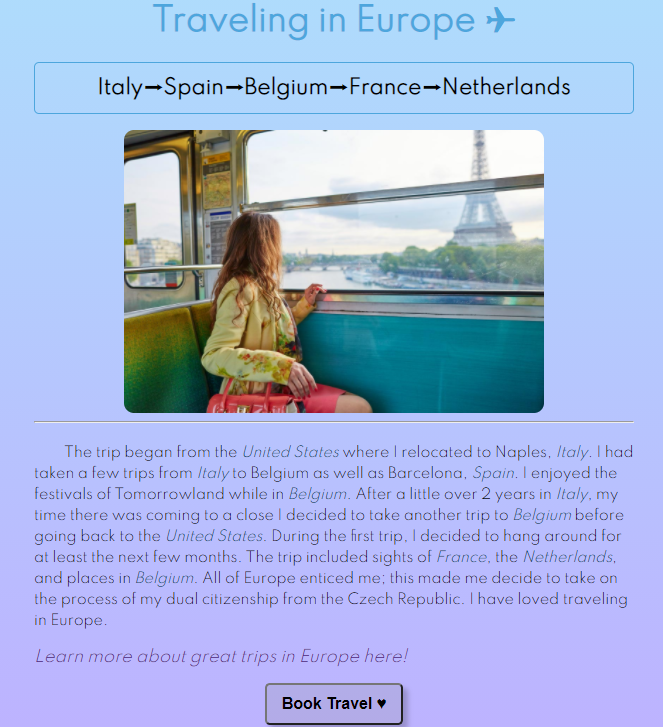 Traveling in Europe ✈
Italy➞Spain➞Belgium➞France➞Netherlands
The trip began from the United States where I relocated to Naples, Italy. I had
taken a few trips from Italy to Belgium as well as Barcelona, Spain. I enjoyed the
festivals of Tomorrowland while in Belgium. After a little over 2 years in Italy, my
time there was coming to a close I decided to take another trip to Belgium before
going back to the United States. During the first trip, I decided to hang around for
at least the next few months. The trip included sights of France, the Netherlands,
and places in Belgium. All of Europe enticed me; this made me decide to take on
the process of my dual citizenship from the Czech Republic. I have loved traveling
in Europe.
Learn more about great trips in Europe here!
Book Travel ♥